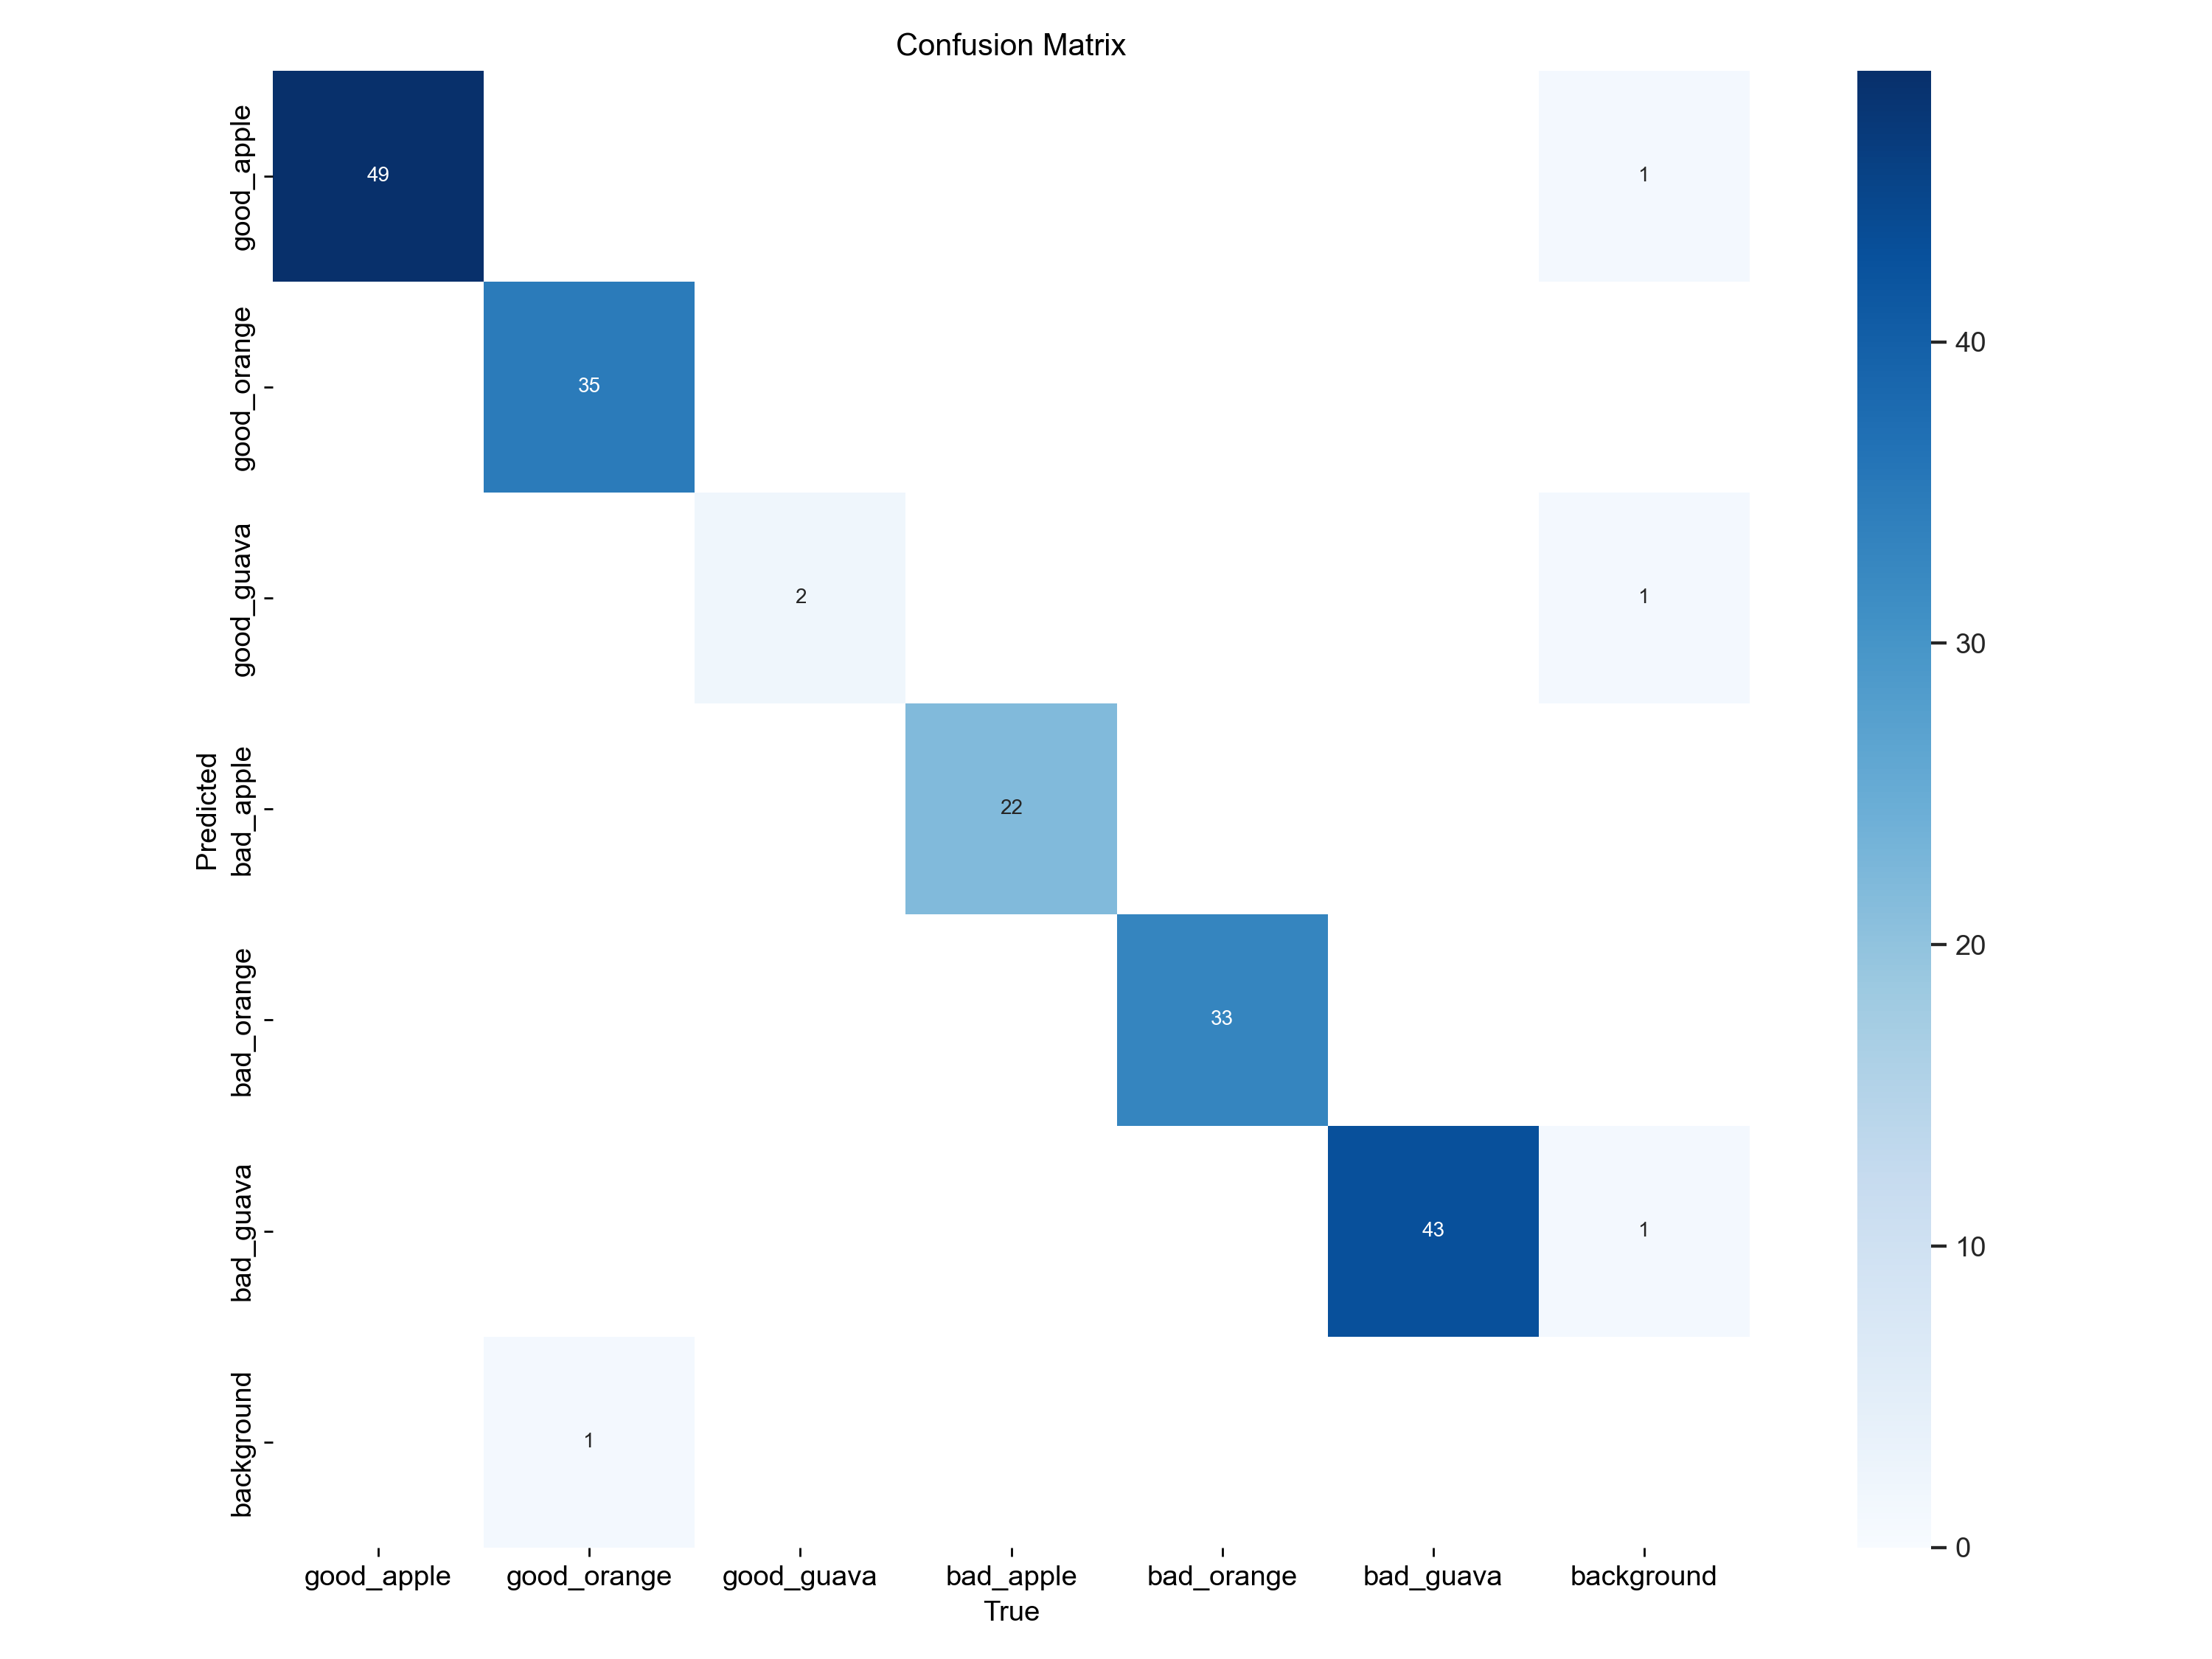 Confusion Matrix
good_apple
49
1
good_orange
35
40
good_guava
2
1
30
Predicted
bad_apple
22
20
bad_orange
33
bad_guava
43
1
10
background
1
0
good_apple
good_orange
good_guava
bad_apple
bad_orange
bad_guava
background
True